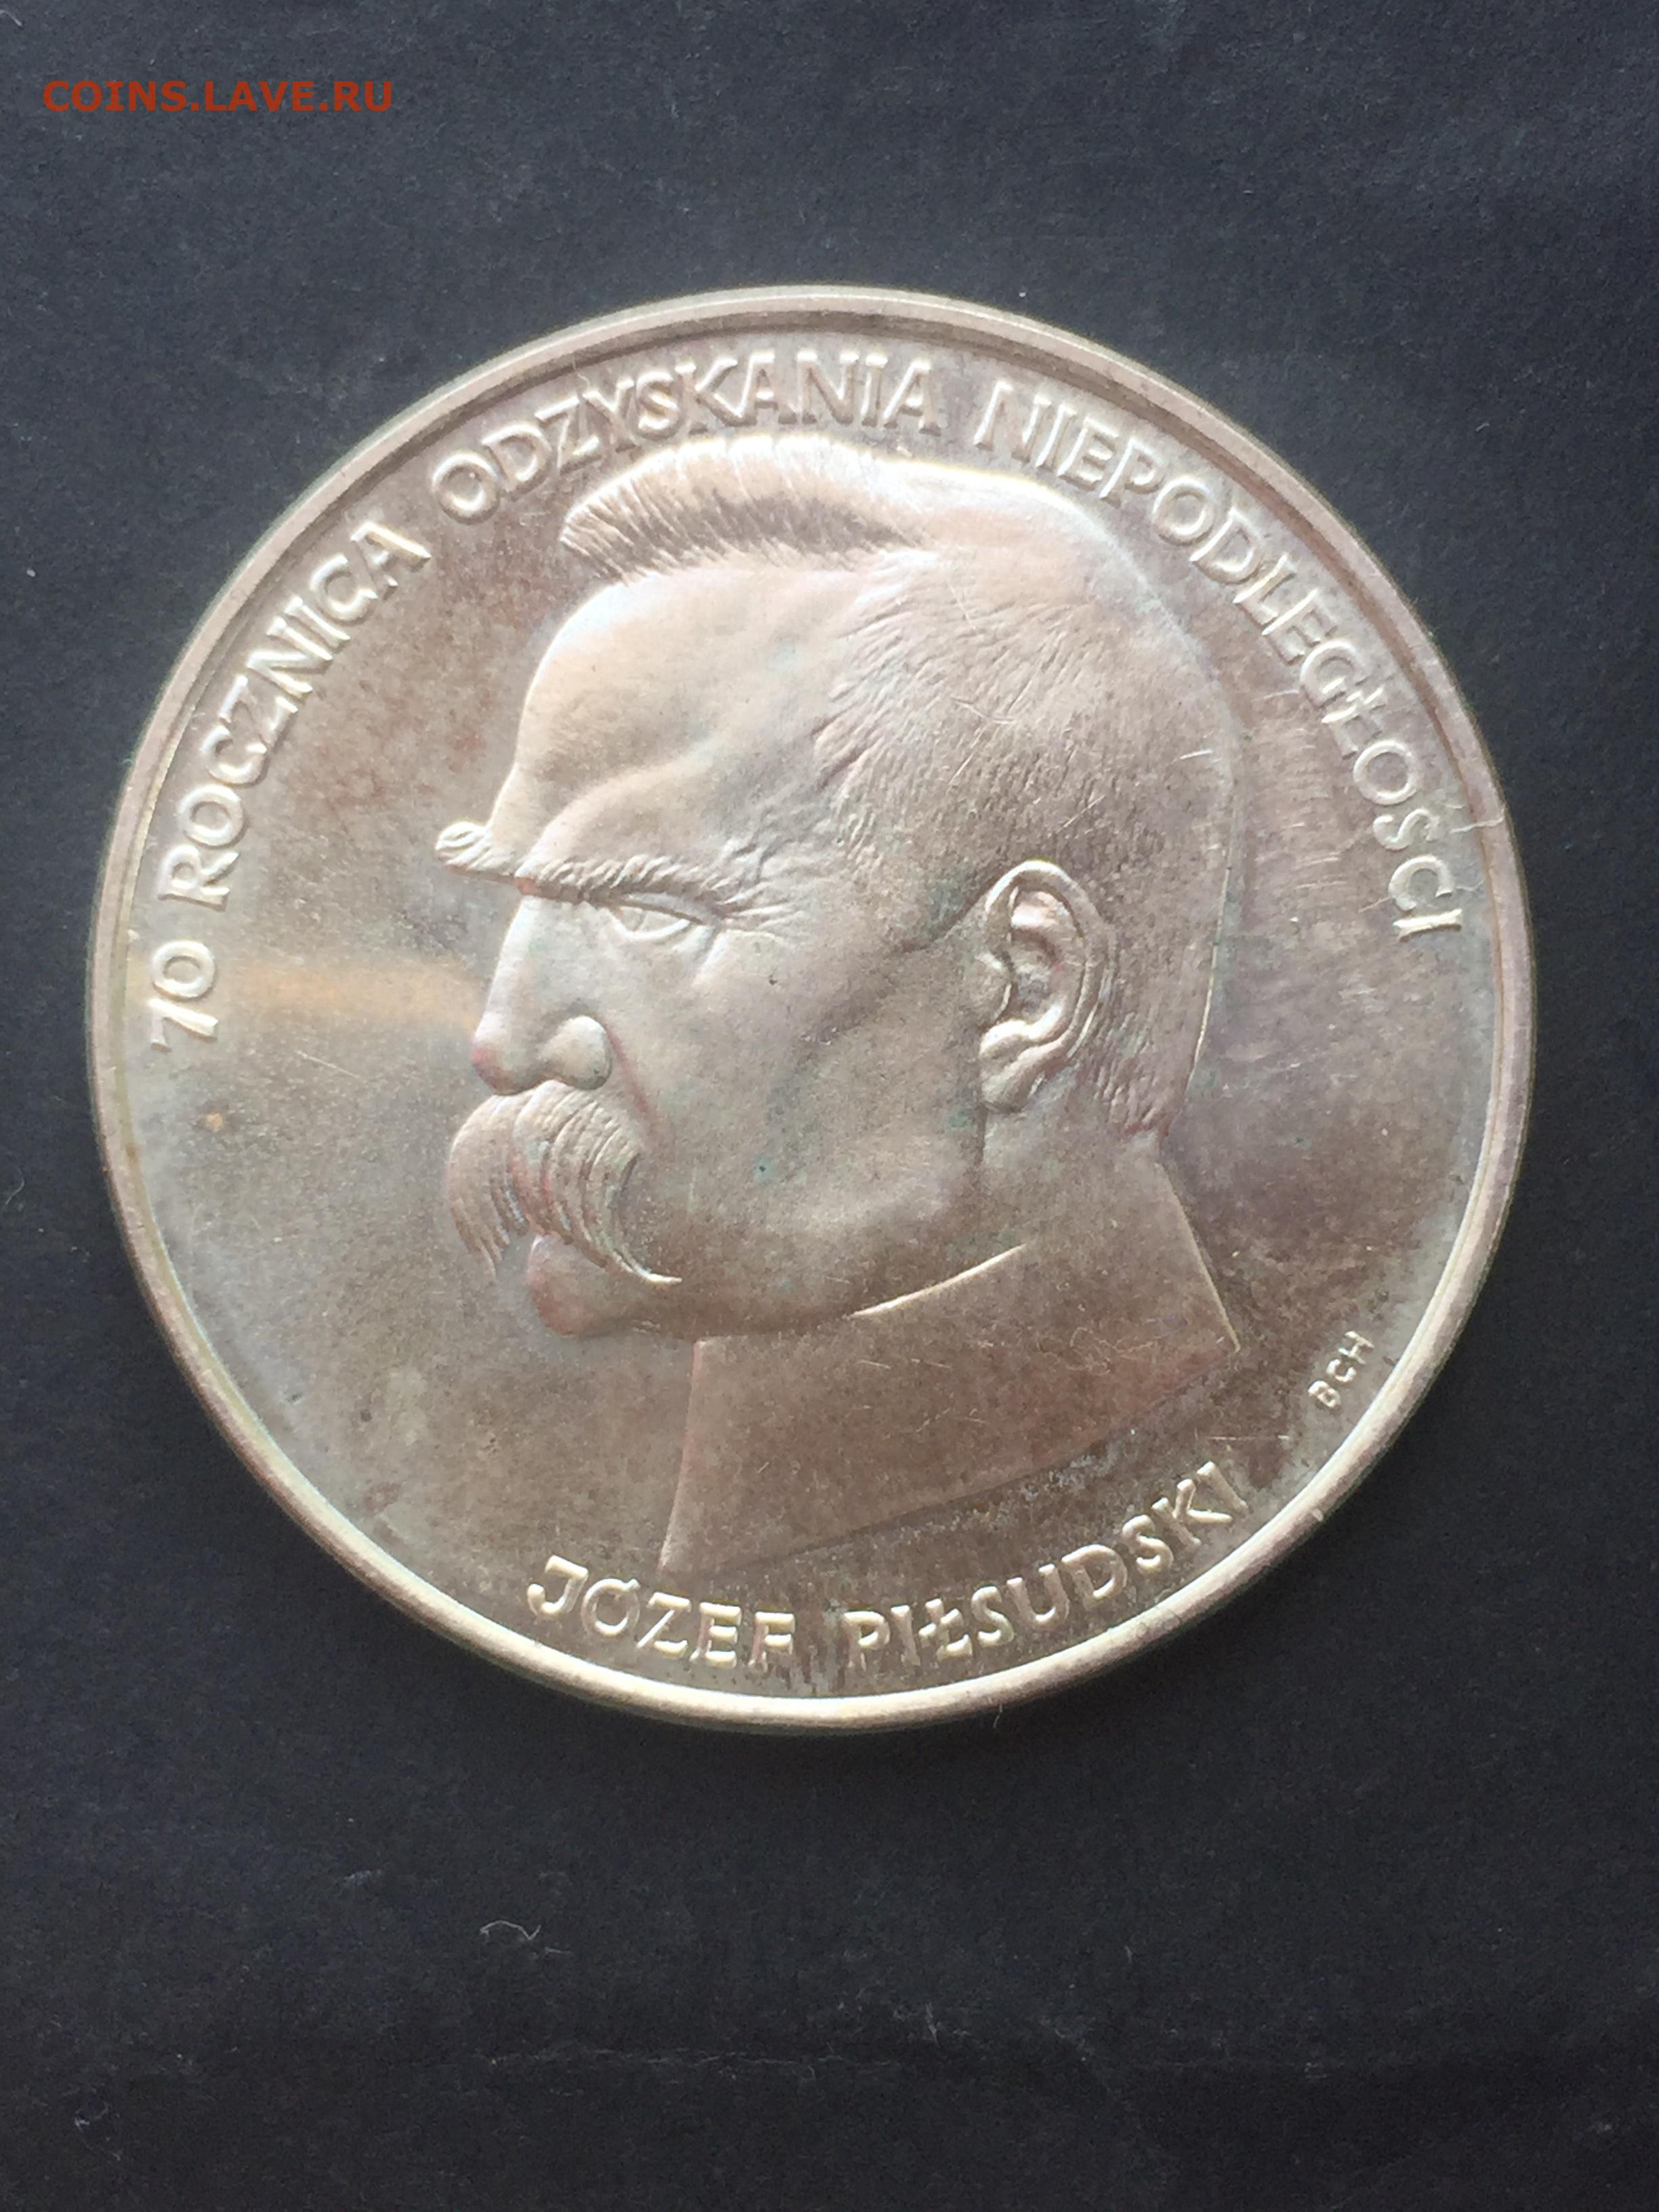 COINS.LAVE.RU
70 ROCZNICA ODZYSKANIA NIEPODLEGŁOŚCI
BCH
JÓZEF PIŁSUDSKI